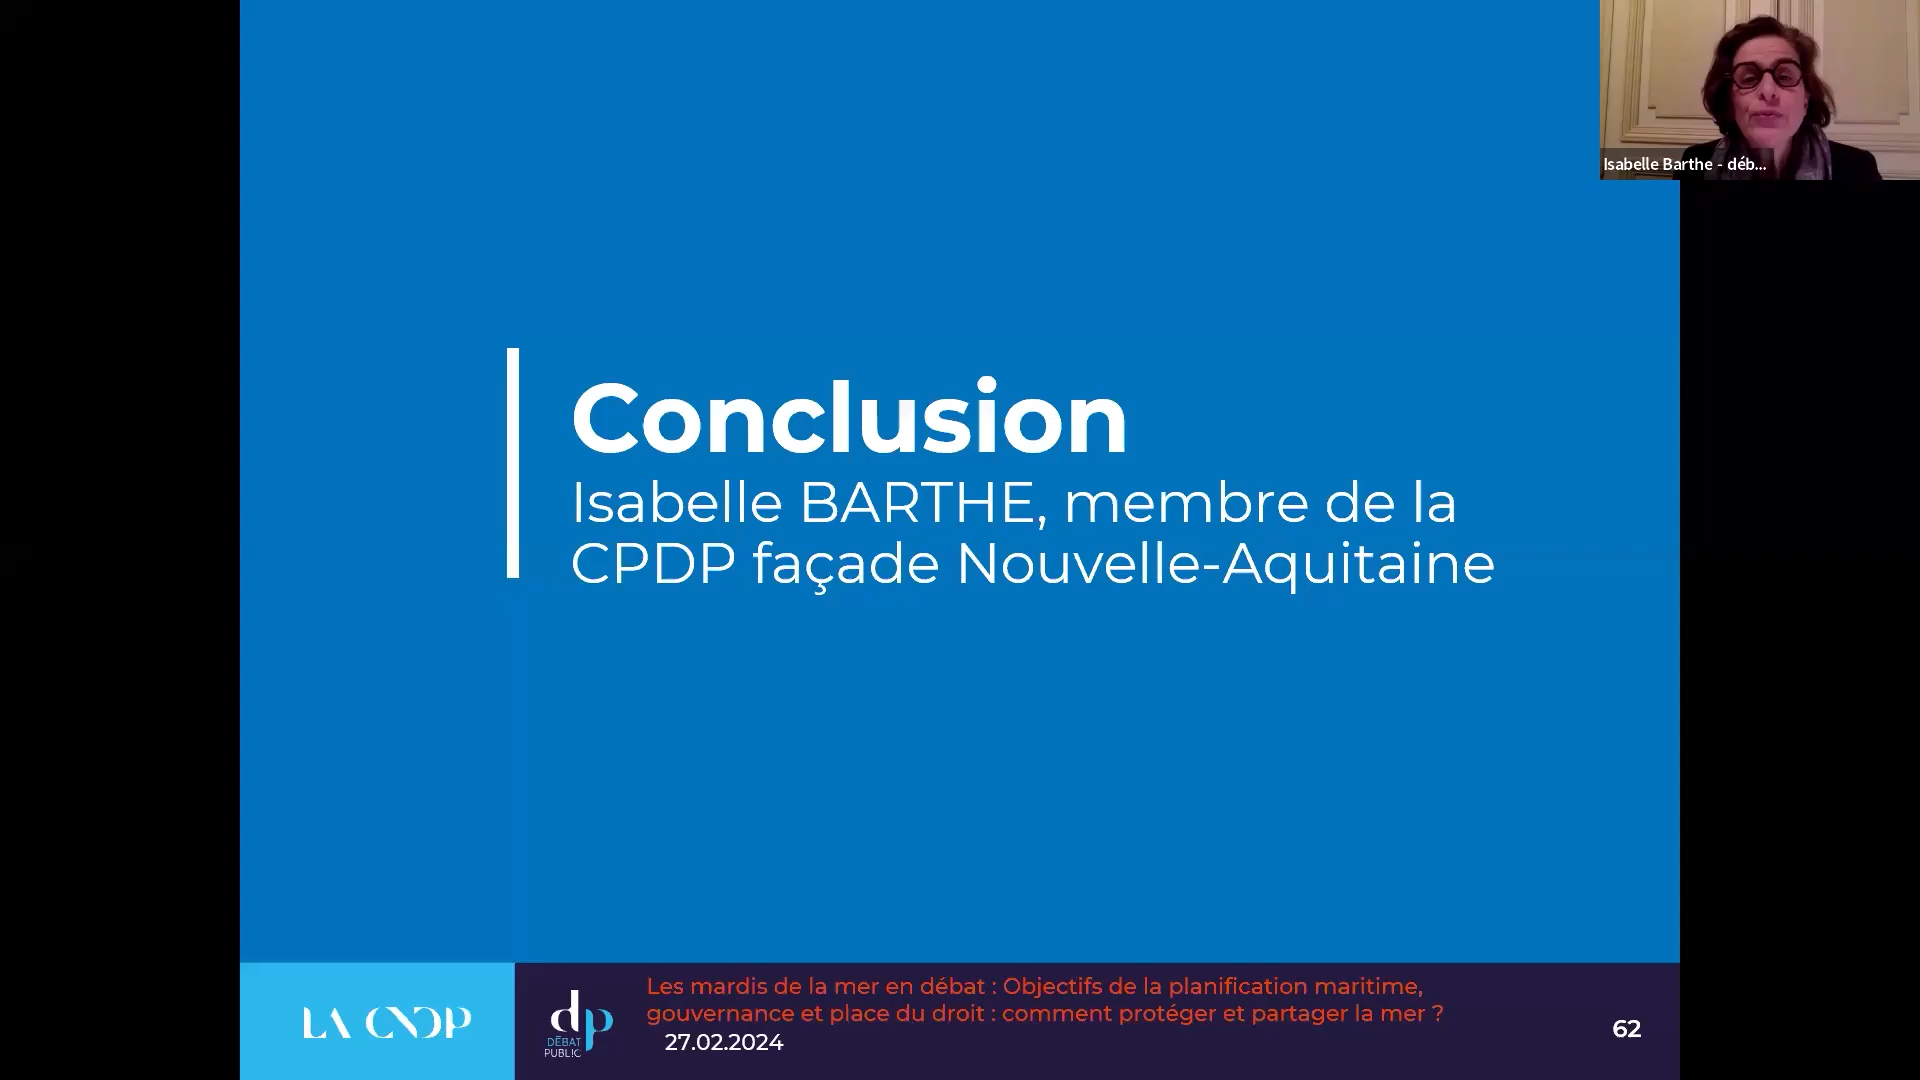 Isabelle Barthe - déb...
Conclusion
Isabelle BARTHE, membre de la
CPDP façade Nouvelle-Aquitaine
LA CNDP
dp
DÉBAT
PUBLIC
Les mardis de la mer en débat : Objectifs de la planification maritime,
gouvernance et place du droit : comment protéger et partager la mer ?
27.02.2024
62